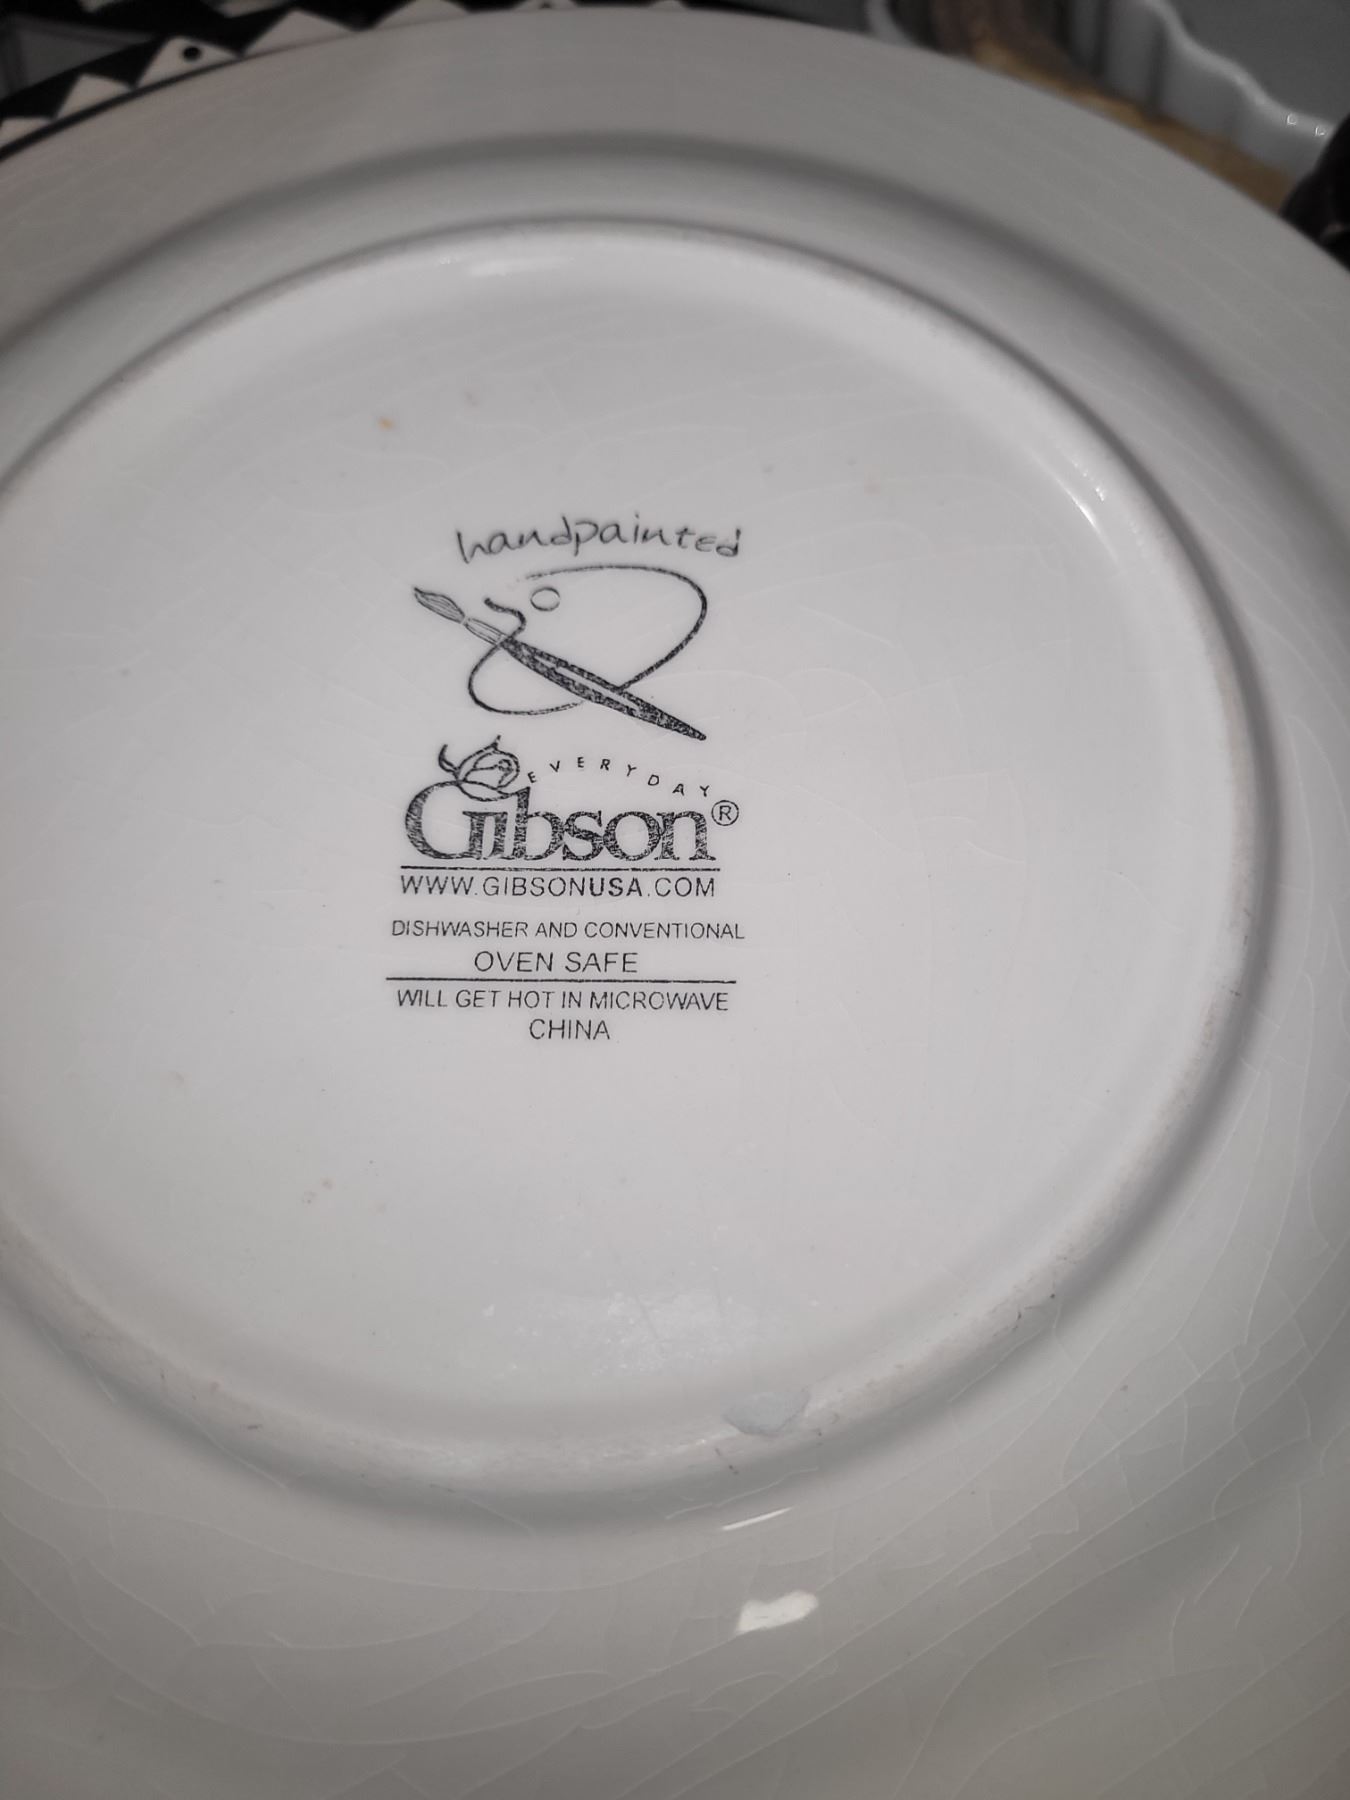 handpainted
EVERYDAY
Gibson®
WWW.GIBSONUSA.COM
DISHWASHER AND CONVENTIONAL
OVEN SAFE
WILL GET HOT IN MICROWAVE
CHINA